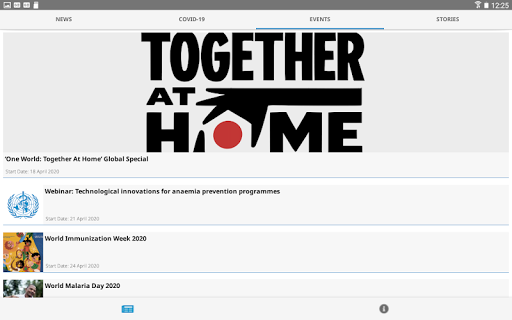 12:25
NEWS
COVID-19
EVENTS
STORIES
TOGETHER
AT
HOME
'One World: Together At Home' Global Special
Start Date: 18 April 2020
Webinar: Technological innovations for anaemia prevention programmes
Start Date: 21 April 2020
World Immunization Week 2020
Start Date: 24 April 2020
World Malaria Day 2020